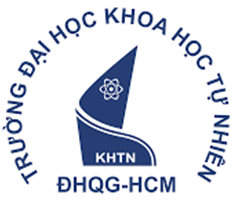 TRƯỜNG ĐẠI HỌC KHOA HỌC TỰ NHIÊN
KHTN
ĐHQG-HCM